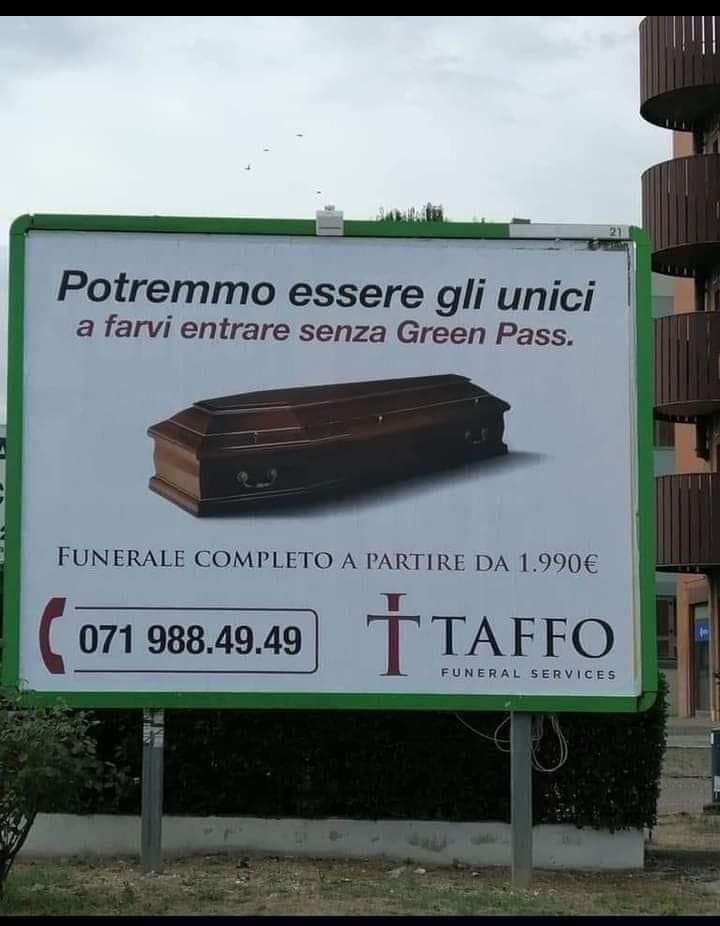 21
Potremmo essere gli unici
a farvi entrare senza Green Pass.
FUNERALE COMPLETO A PARTIRE DA 1.990€
071 988.49.49
TAFFO
FUNERAL SERVICES